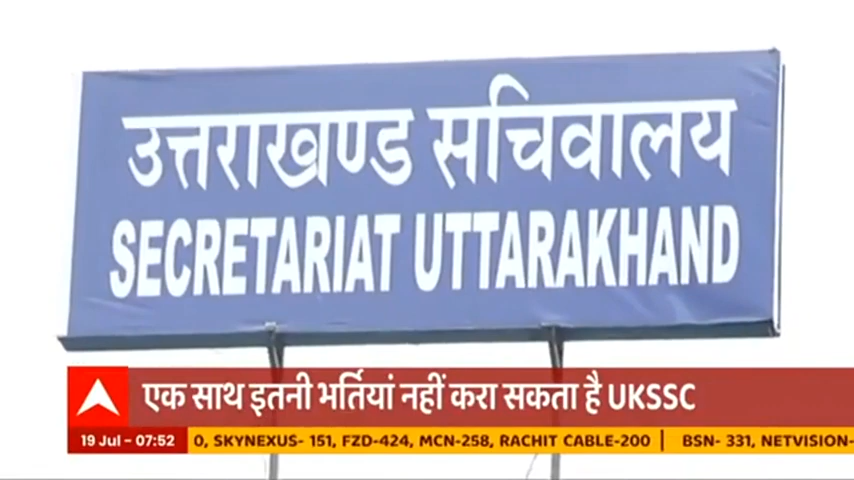 उत्तराखण्ड सचिवालय
SECRETARIAT UTTARAKHAND
एक साथ इतनी भर्तियां नहीं करा सकता है UKSSC
19 Jul - 07:52 0, SKYNEXUS- 151, FZD-424, MCN-258, RACHIT CABLE-200 | BSN- 331, NETVISION-